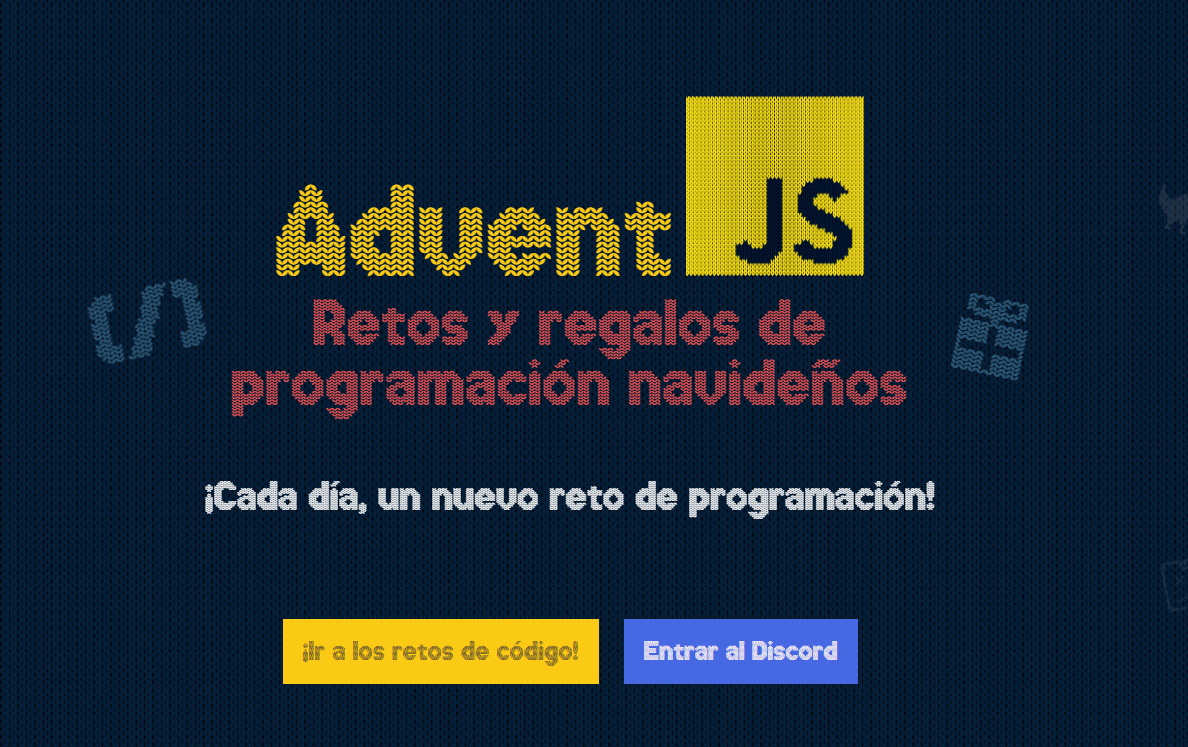 Advent JS
Retos y regalos de
programación navideños
¡Cada día, un nuevo reto de programación!
¡Ir a los retos de código!
Entrar al Discord